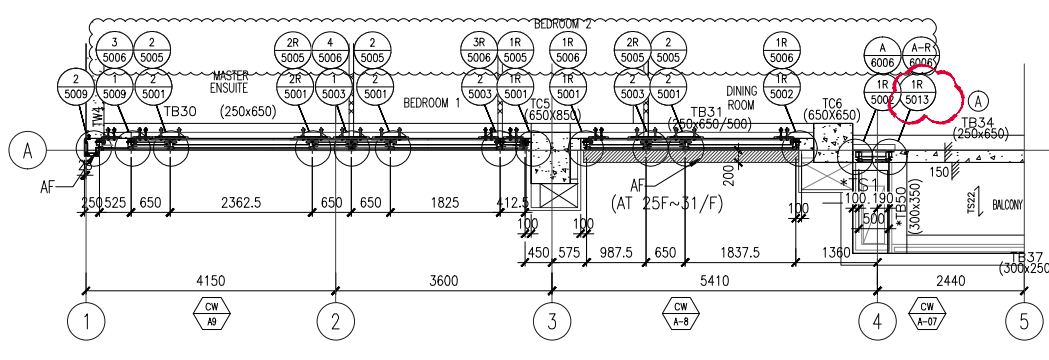 BEDROOM 2
3
5006
2
5005
2R
5005
4
5006
2
5005
3R
5006
1R
5005
1R
5006
2R
5005
2
5005
1R
5006
A
6006
A-R
6006
2
5009
1
5009
2
5001
2R
5001
1
5003
2
5001
2
5003
1R
5001
1R
5001
2
5003
2
5001
1R
5002
1R
5002
1R
5013
A
MASTER
ENSUITE
BEDROOM 1
DINING
ROOM
TW4
TB30
(250x650)
TC5
(650X850)
TB31
(250x650/500)
TC6
(650X650)
TB34
(250x650)
A
AF
AF
(AT 25F~31/F)
200
150
*TS1
*TB50
(300x350)
TS22
BALCONY
TB37
(300x250
250
525
650
2362.5
650
650
1825
412.5
100
100
100
100
190
500
450
575
987.5
650
1837.5
1360
4150
3600
5410
2440
1
CW
A9
2
3
CW
A-8
4
CW
A-07
5